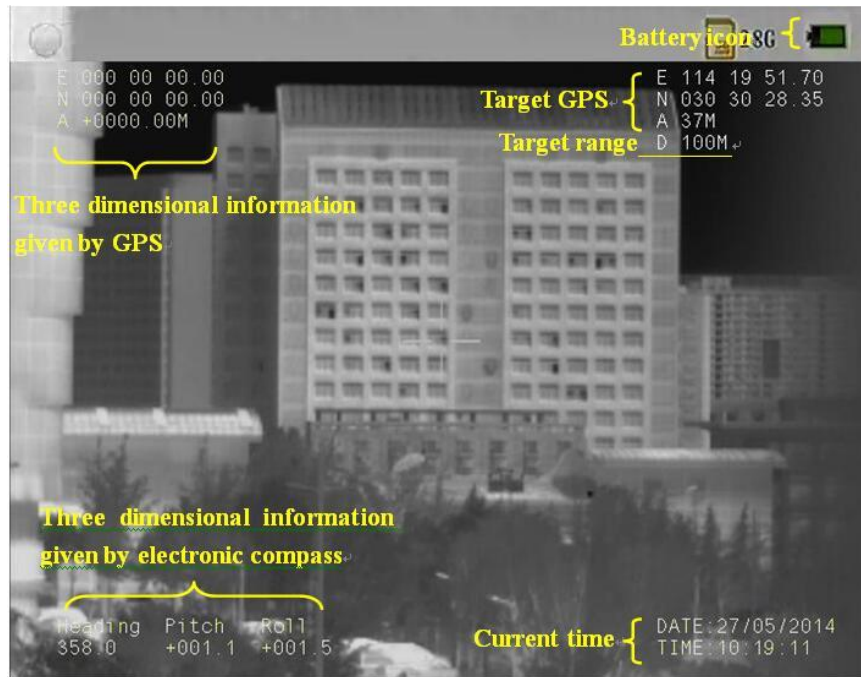 Battery icon 28G
E 000 00 00.00
N 000 00 00.00
A +0000.00M
Target GPS
E 114 19 51.70
N 030 30 28.35
A 37M
Target range D 100M
Three dimensional information
given by GPS
Three dimensional information
given by electronic compass
Heading Pitch Roll
358.0 +001.1 +001.5
Current time
DATE:27/05/2014
TIME:10:19:11